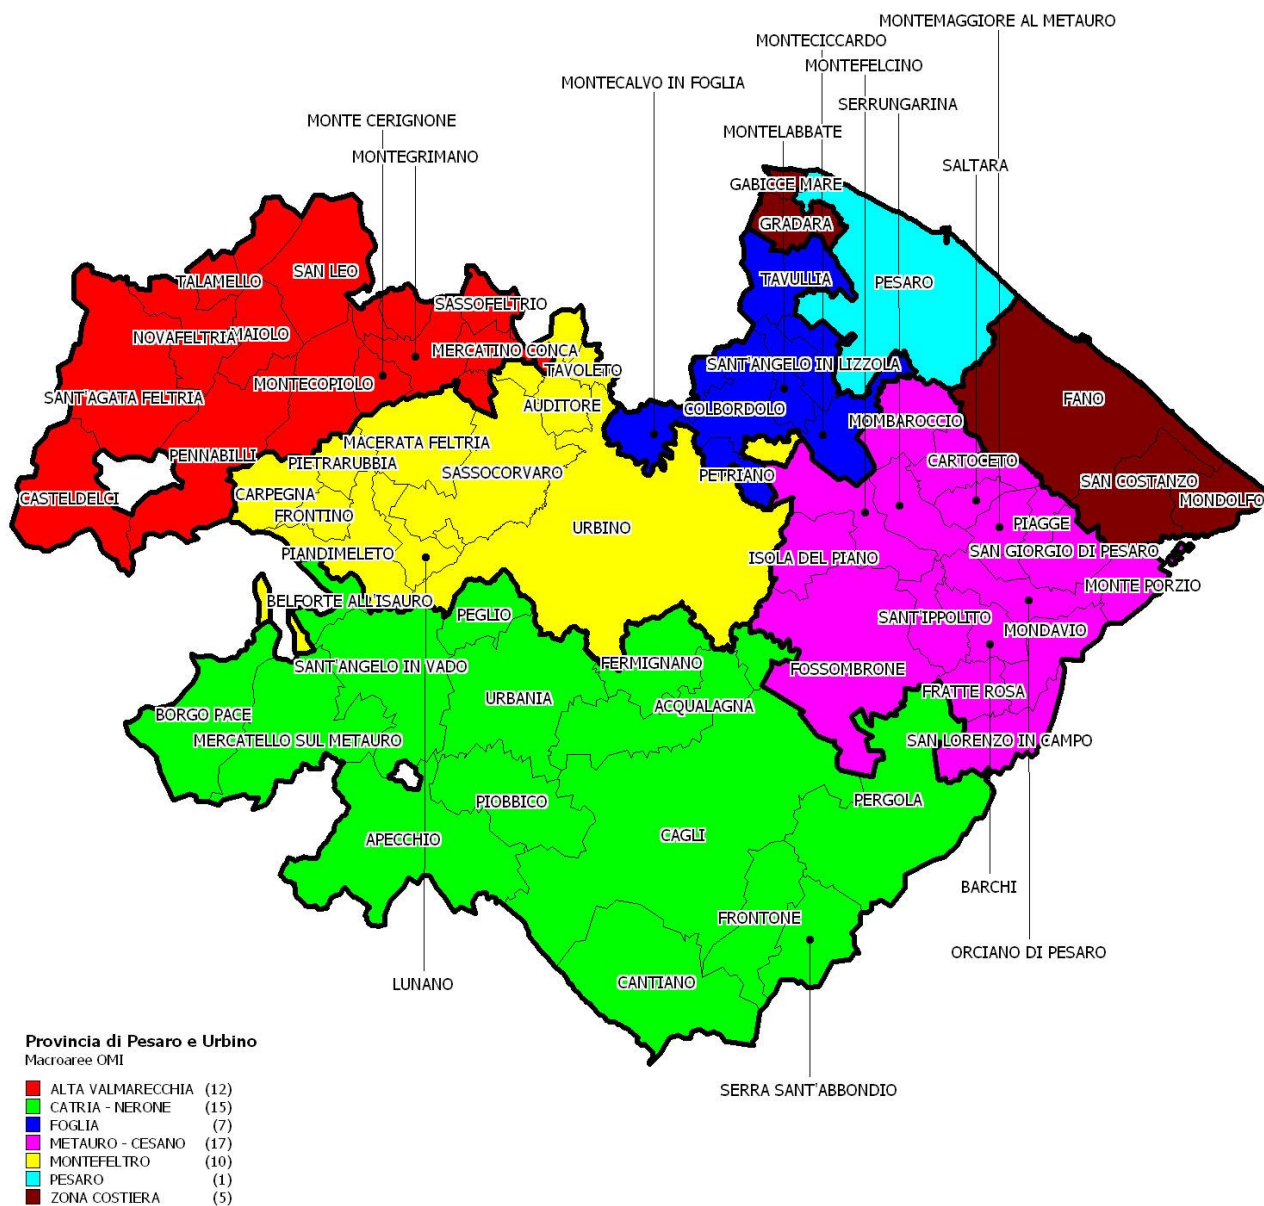 MONTEMAGGIORE AL METAURO
MONTECICCARDO
MONTEFELCINO
MONTECALVO IN FOGLIA
SERRUNGARINA
MONTE CERIGNONE
MONTELABBATE
MONTEGRIMANO
SALTARA
GABICCE MARE
GRADARA
SAN LEO
TALAMELLO
TAVULLIA
PESARO
SASSOFELTRIO
NOVAFELTRIA
MAIOLO
MERCATINO CONCA
SANT'ANGELO IN LIZZOLA
TAVOLETO
MONTECOPIOLO
SANT'AGATA FELTRIA
FANO
AUDITORE
COLBORDOLO
MOMBAROCCIO
MACERATA FELTRIA
PENNABILLI
PIETRARUBBIA
CARTOCETO
SASSOCORVARO
PETRIANO
SAN COSTANZO
CARPEGNA
CASTELDELCI
MONDOLFO
FRONTINO
URBINO
PIAGGE
PIANDIMELETO
ISOLA DEL PIANO
SAN GIORGIO DI PESARO
MONTE PORZIO
BELFORTE ALL'ISAURO
PEGLIO
SANT'IPPOLITO
MONDAVIO
SANT'ANGELO IN VADO
FERMIGNANO
FOSSOMBRONE
FRATTE ROSA
URBANIA
ACQUALAGNA
BORGO PACE
MERCATELLO SUL METAURO
SAN LORENZO IN CAMPO
PIOBBICO
PERGOLA
APECCHIO
CAGLI
BARCHI
FRONTONE
ORCIANO DI PESARO
LUNANO
CANTIANO
SERRA SANT'ABBONDIO
Provincia di Pesaro e Urbino
Macroaree OMI
ALTA VALMARECCHIA (12)
CATRIA - NERONE (15)
FOGLIA (7)
METAURO - CESANO (17)
MONTEFELTRO (10)
PESARO (1)
ZONA COSTIERA (5)